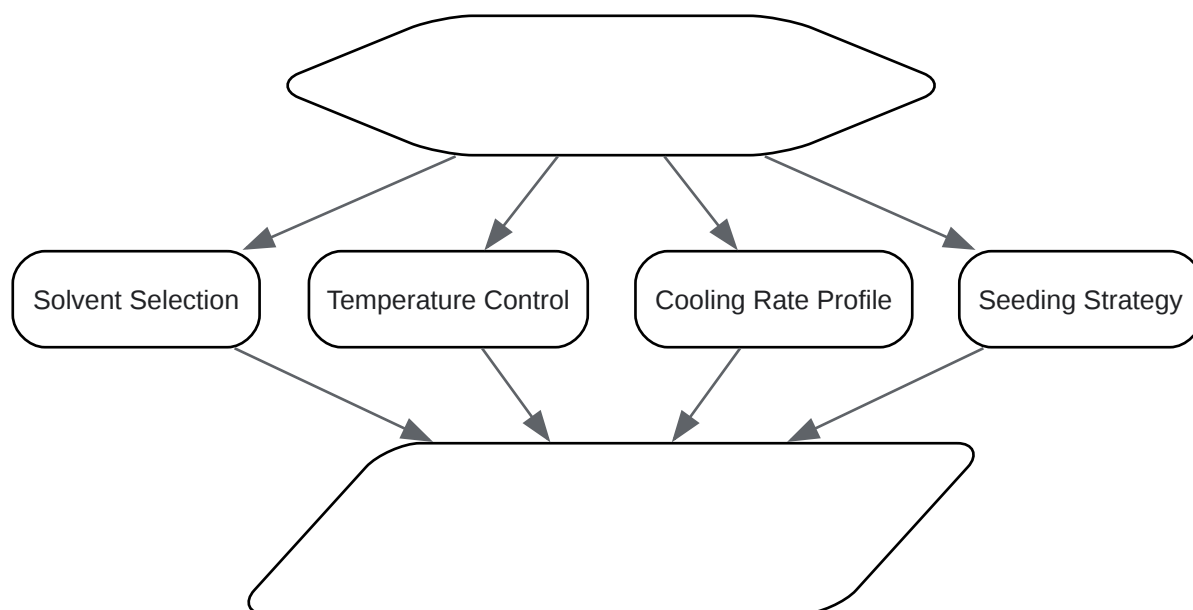 Solvent Selection
Temperature Control
Cooling Rate Profile
Seeding Strategy